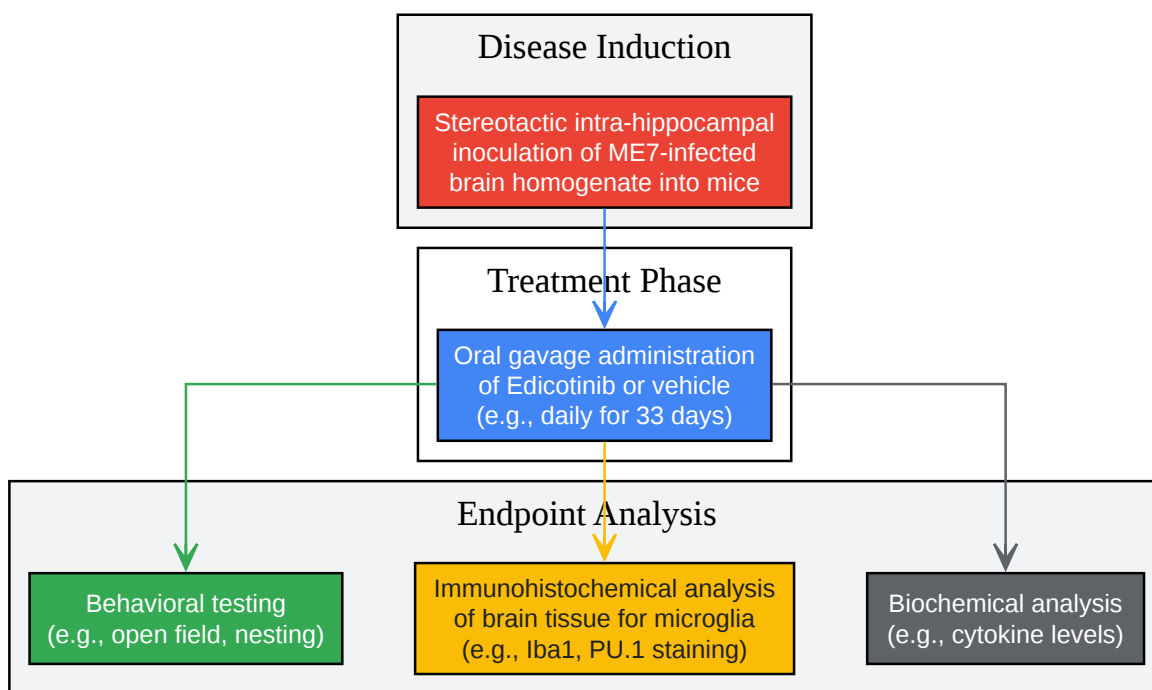 Disease Induction
Stereotactic intra-hippocampal
inoculation of ME7-infected
brain homogenate into mice
Treatment Phase
Oral gavage administration
of Edicotinib or vehicle
(e.g., daily for 33 days)
Endpoint Analysis
Behavioral testing
(e.g., open field, nesting)
Immunohistochemical analysis
of brain tissue for microglia
(e.g., Iba1, PU.1 staining)
Biochemical analysis
(e.g., cytokine levels)